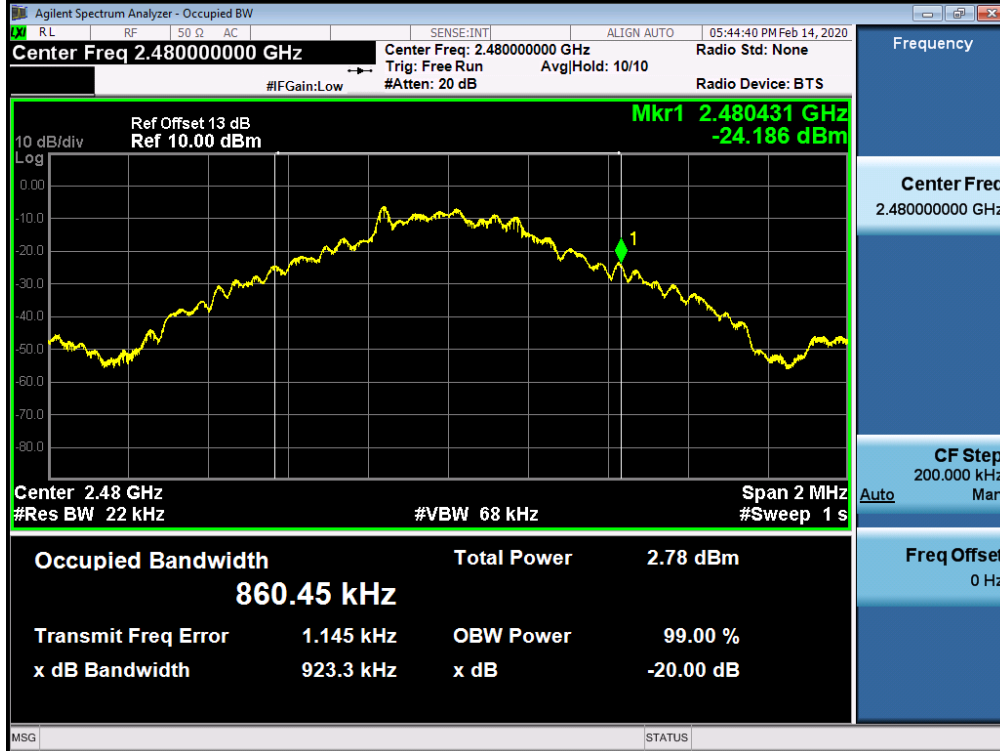 Agilent Spectrum Analyzer - Occupied BW
LXI RL RF 50 Ω AC SENSE:INT ALIGN AUTO 05:44:40 PM Feb 14, 2020
Center Freq 2.480000000 GHz
Center Freq: 2.480000000 GHz
Radio Std: None
Trig: Free Run Avg|Hold: 10/10
#IFGain:Low
#Atten: 20 dB
Radio Device: BTS
Mkr1 2.480431 GHz
-24.186 dBm
Ref Offset 13 dB
10 dB/div Ref 10.00 dBm
Log
0.00
-10.0
-20.0
-30.0
-40.0
-50.0
-60.0
-70.0
-80.0
1
Center 2.48 GHz Span 2 MHz
#Res BW 22 kHz #VBW 68 kHz #Sweep 1 s
Occupied Bandwidth Total Power 2.78 dBm
860.45 kHz
Transmit Freq Error 1.145 kHz OBW Power 99.00 %
x dB Bandwidth 923.3 kHz x dB -20.00 dB
Frequency
Center Freq
2.480000000 GHz
CF Step
200.000 kHz
Auto Man
Freq Offset
0 Hz
MSG STATUS